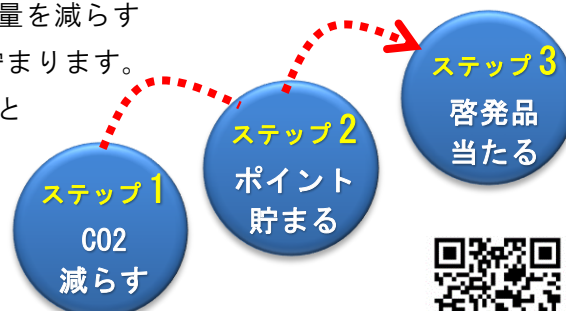 量を減らす
貯まります。
と
ステップ1
CO2
減らす
ステップ2
ポイント
貯まる
ステップ3
啓発品
当たる